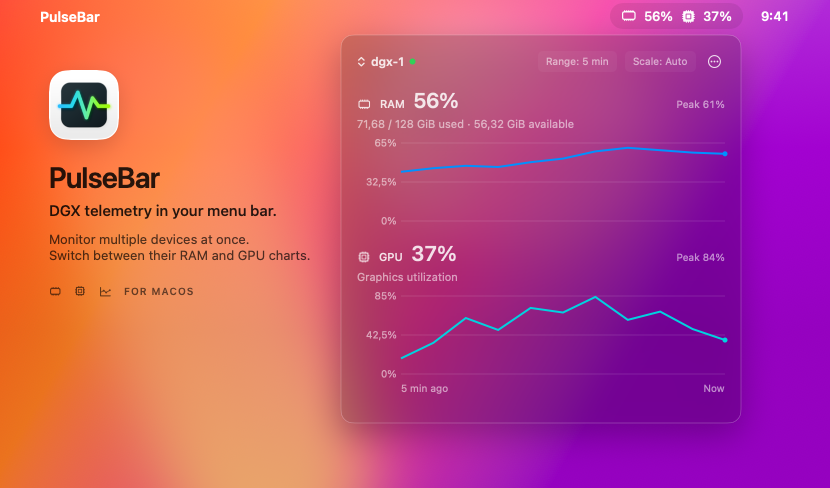 PulseBar
56% 37% 9:41
PulseBar
DGX telemetry in your menu bar.
Monitor multiple devices at once.
Switch between their RAM and GPU charts.
FOR MACOS
dgx-1
Range: 5 min
Scale: Auto
RAM 56%
Peak 61%
71,68 / 128 GiB used · 56,32 GiB available
65%
32,5%
0%
GPU 37%
Peak 84%
Graphics utilization
85%
42,5%
0%
5 min ago
Now